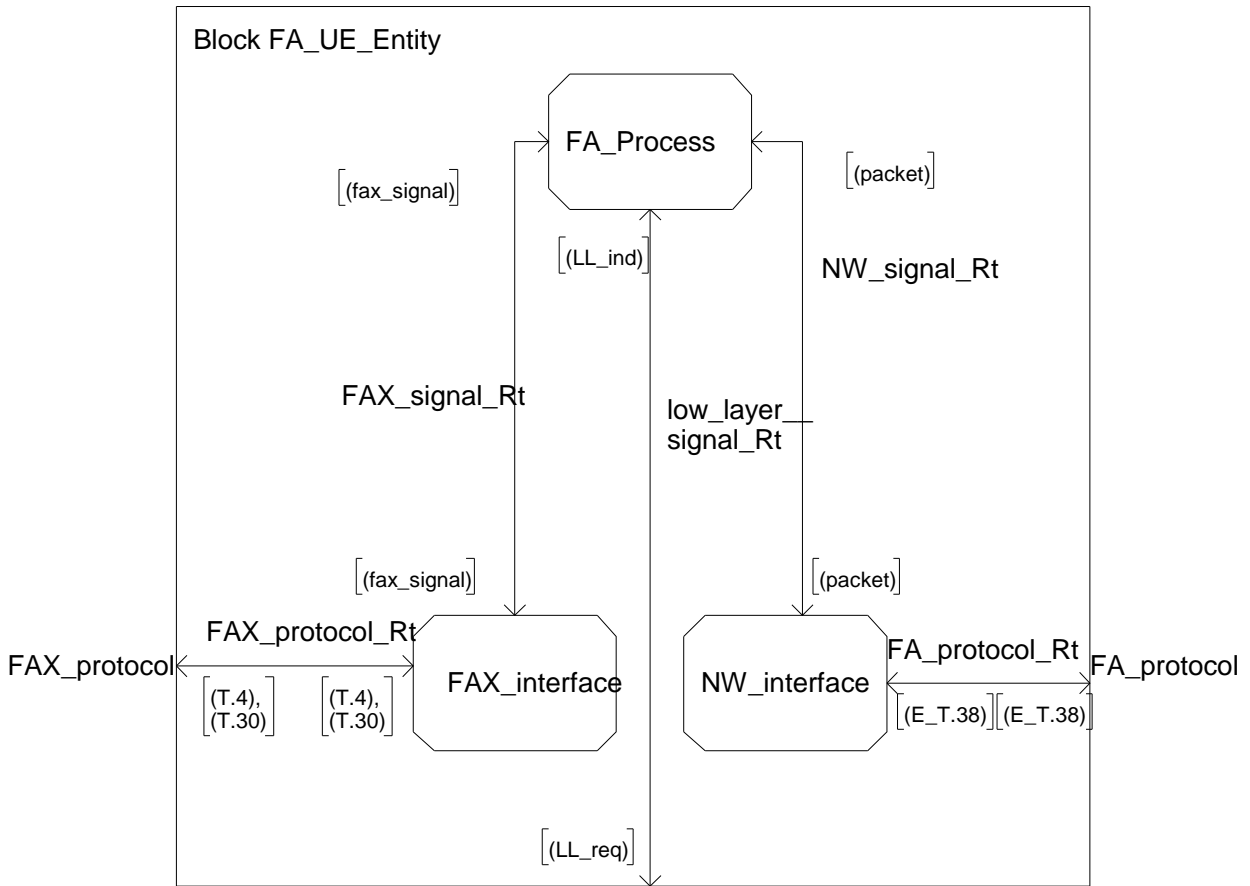 Block FA_UE_Entity
FA_Process
(fax_signal)
(packet)
(LL_ind)
NW_signal_Rt
FAX_signal_Rt
low_layer__
signal_Rt
(fax_signal)
(packet)
FAX_protocol_Rt
FAX_protocol
FAX_interface
NW_interface
FA_protocol_Rt
FA_protocol
(T.4),
(T.30)
(T.4),
(T.30)
(E_T.38)
(E_T.38)
(LL_req)